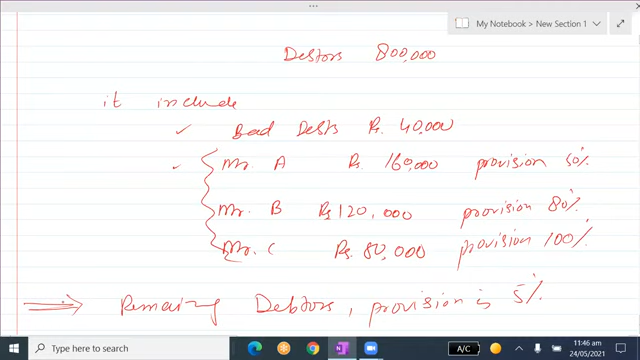 My Notebook > New Section 1
Debtors 800,000
it include
Bad Debts Rs. 40,000
Mr. A Rs 160,000 provision 50%
Mr. B Rs 120,000 provision 80%
Mr. C Rs. 80,000 provision 100%
Remaing Debtors, provision is 5%
Type here to search
A/C
11:46 am
24/05/2021